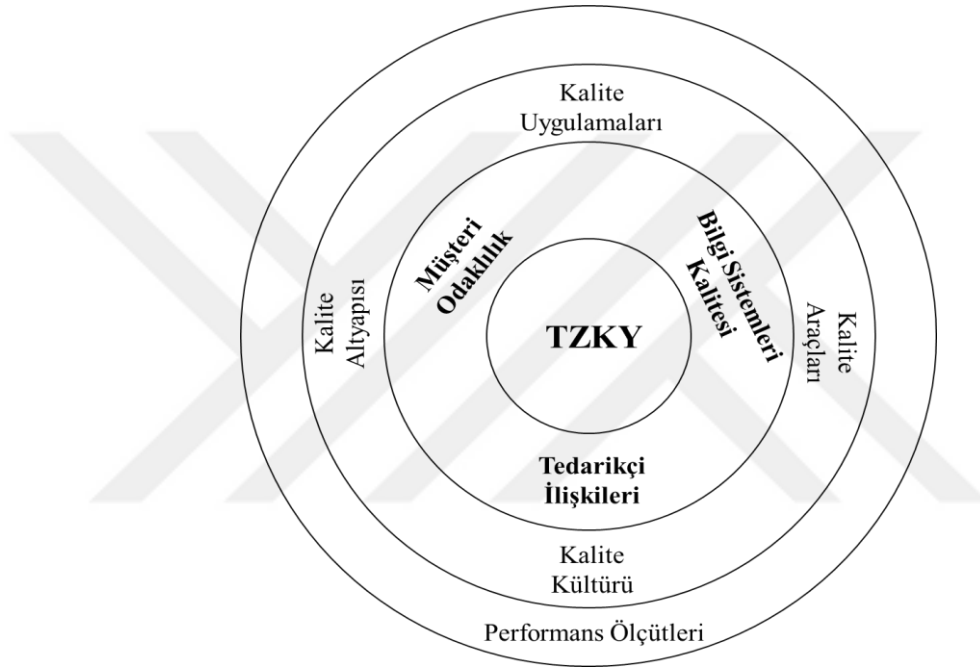 Kalite
Uygulamaları
Müşteri
Odaklılık
Bilgi Sistemleri
Kalitesi
Kalite
Altyapısı
TZKY
Kalite
Araçları
Tedarikçi
İlişkileri
Kalite
Kültürü
Performans Ölçütleri